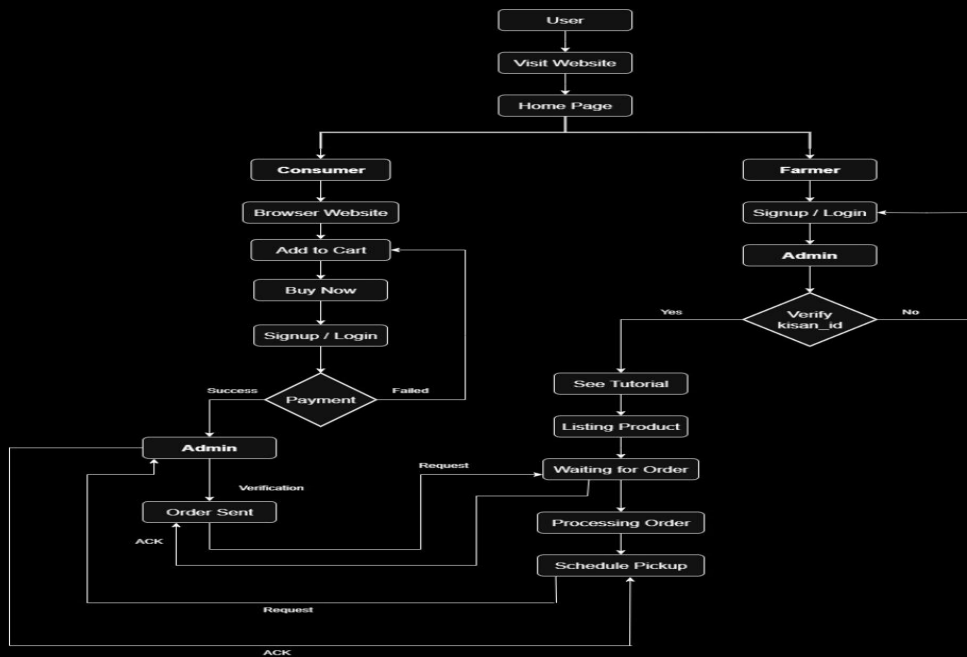 User
Visit Website
Home Page
Consumer
Farmer
Browser Website
Signup / Login
Add to Cart
Admin
Buy Now
Verify
kisan_id
Yes
No
Signup / Login
See Tutorial
Payment
Success
Failed
Listing Product
Admin
Request
Waiting for Order
Verification
Order Sent
Processing Order
ACK
Schedule Pickup
Request
ACK